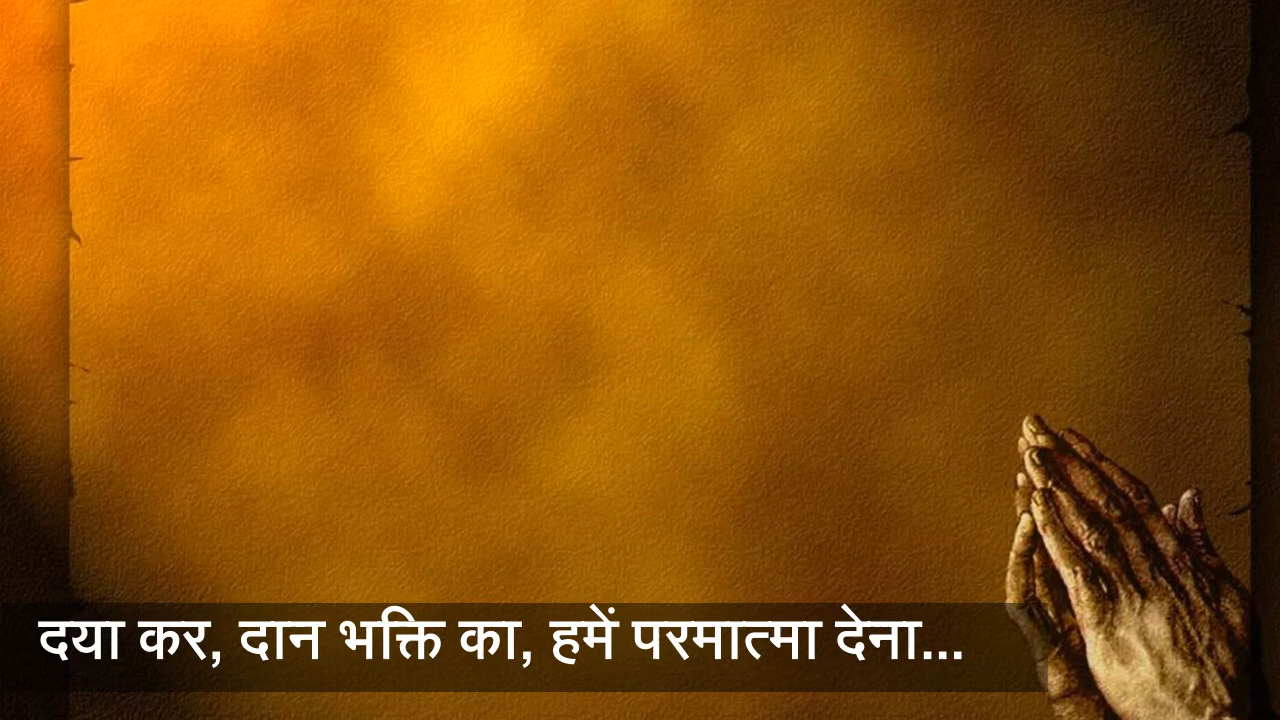 दया कर, दान भक्ति का, हमें परमात्मा देना...